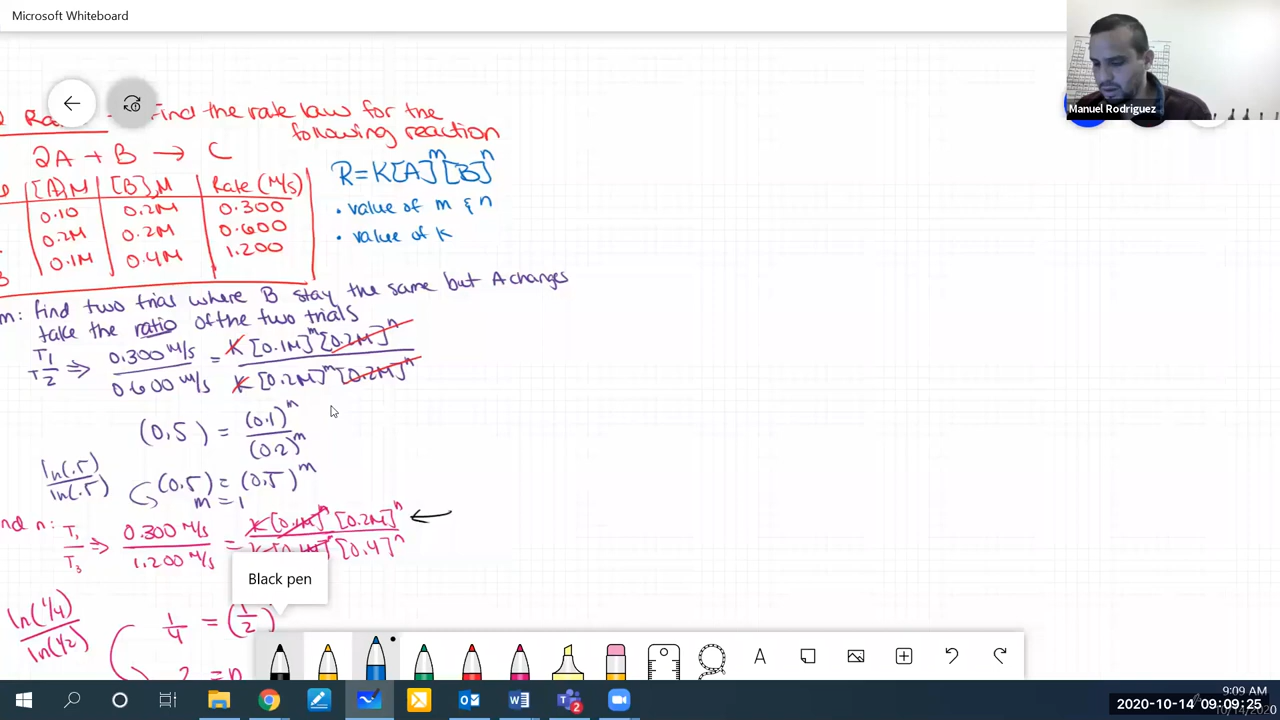 Microsoft Whiteboard
Manuel Rodriguez
Find the rate law for the
following reaction
2A + B → C
[A],M [B],M Rate (M/s)
0.10 0.2M 0.300
0.2M 0.2M 0.600
0.1M 0.4M 1.200
R = K[A]^m [B]^n
• value of m & n
• value of k
m: find two trials where B stay the same but A changes
take the ratio of the two trials
T1/T2 ⇒ 0.300 M/s / 0.600 M/s = K[0.1M]^m [0.2M]^n / K[0.2M]^m [0.2M]^n
(0.5) = (0.1)^m / (0.2)^m
ln(.5)/ln(.5) (0.5) = (0.5)^m
m = 1
n: T1/T3 ⇒ 0.300 M/s / 1.200 M/s = K[0.1M]^m [0.2M]^n / K[0.1M]^m [0.4]^n ←
Black pen
ln(1/4)/ln(1/2) 1/4 = (1/2)
2 = n
9:09 AM
2020-10-14 09:09:25